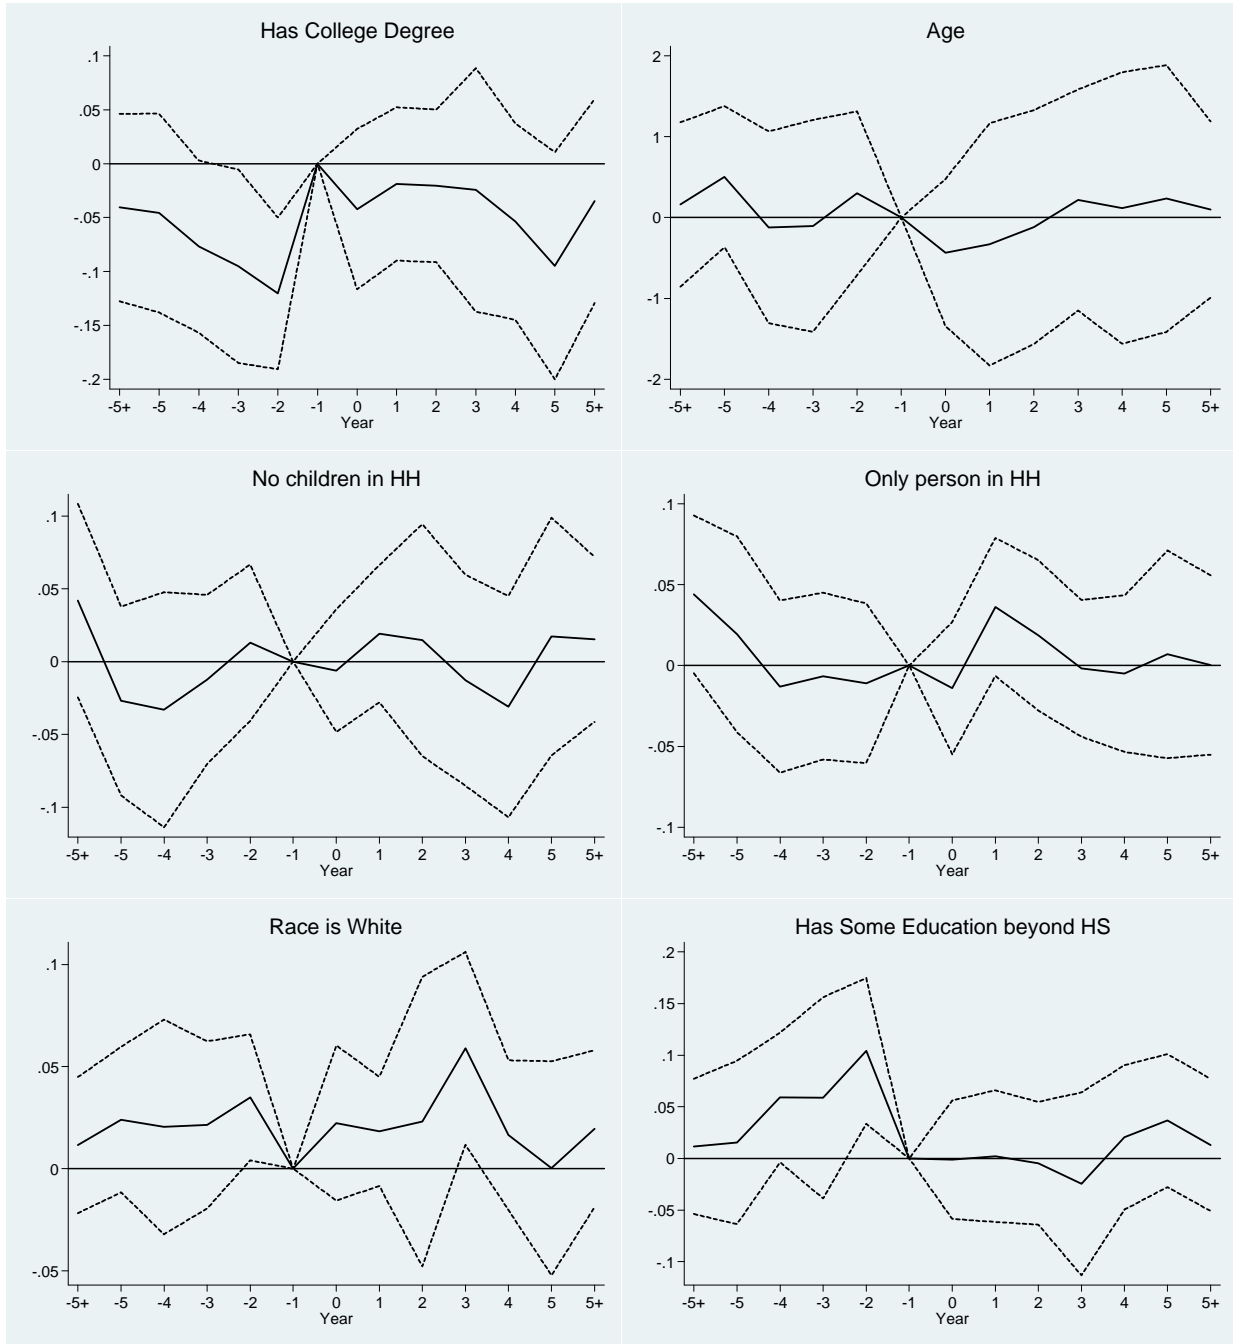 Has College Degree
.1
.05
0
-.05
-.1
-.15
-.2
-5+ -5 -4 -3 -2 -1 0 1 2 3 4 5 5+
Year
Age
2
1
0
-1
-2
-5+ -5 -4 -3 -2 -1 0 1 2 3 4 5 5+
Year
No children in HH
.1
.05
0
-.05
-.1
-5+ -5 -4 -3 -2 -1 0 1 2 3 4 5 5+
Year
Only person in HH
.1
.05
0
-.05
-.1
-5+ -5 -4 -3 -2 -1 0 1 2 3 4 5 5+
Year
Race is White
.1
.05
0
-.05
-5+ -5 -4 -3 -2 -1 0 1 2 3 4 5 5+
Year
Has Some Education beyond HS
.2
.15
.1
.05
0
-.05
-.1
-5+ -5 -4 -3 -2 -1 0 1 2 3 4 5 5+
Year